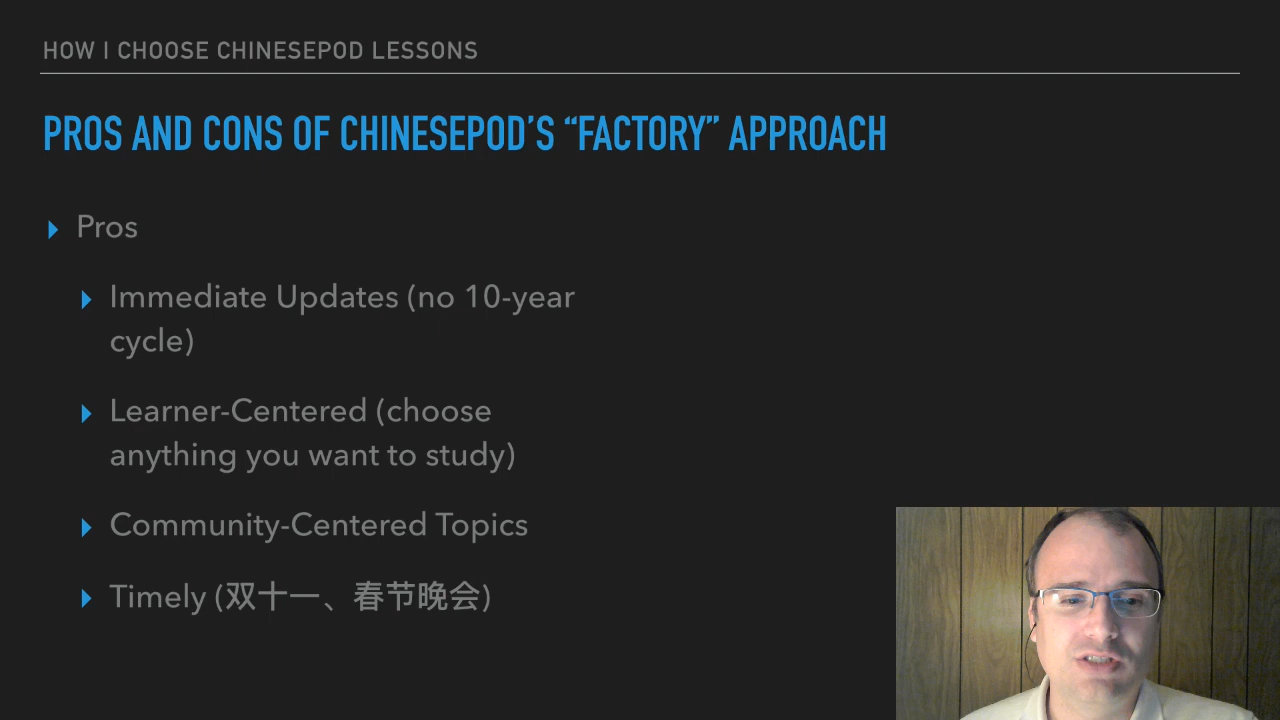 HOW I CHOOSE CHINESEPOD LESSONS
PROS AND CONS OF CHINESEPOD’S “FACTORY” APPROACH
Pros
Immediate Updates (no 10-year
cycle)
Learner-Centered (choose
anything you want to study)
Community-Centered Topics
Timely (双十一、春节晚会)